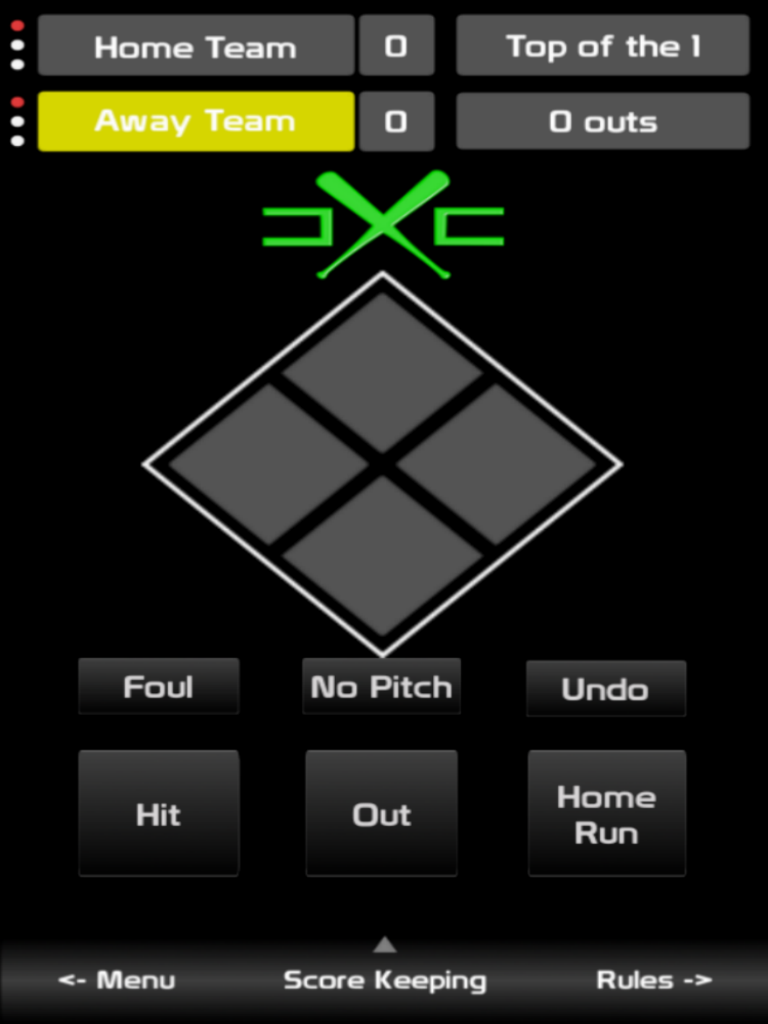 Home Team 0 Top of the 1
Away Team 0 0 outs
Foul No Pitch Undo
Hit Out Home Run
<- Menu Score Keeping Rules ->